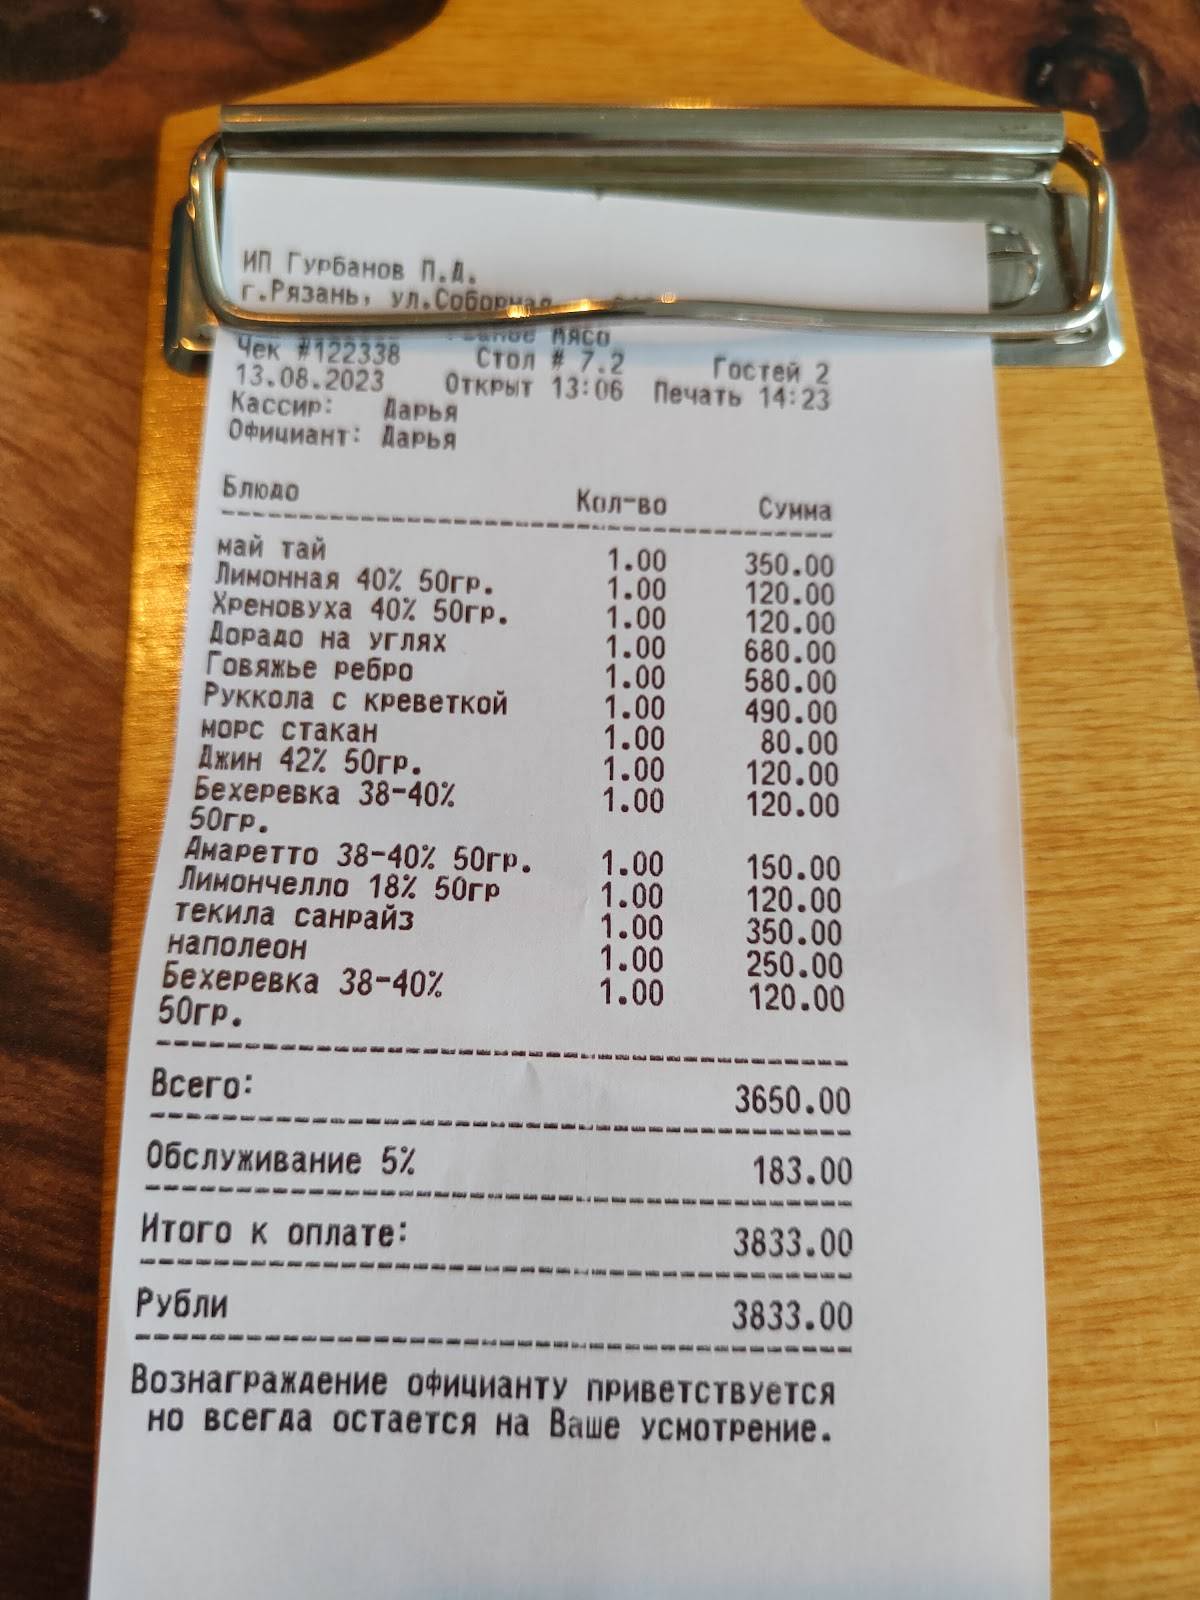 ИП Гурбанов П.Д.
г.Рязань, ул.Соборная
Мясо
Чек #122338 Стол # 7.2 Гостей 2
13.08.2023 Открыт 13:06 Печать 14:23
Кассир: Дарья
Официант: Дарья
Блюдо Кол-во Сумма
май тай 1.00 350.00
Лимонная 40% 50гр. 1.00 120.00
Хреновуха 40% 50гр. 1.00 120.00
Дорадо на углях 1.00 680.00
Говяжье ребро 1.00 580.00
Руккола с креветкой 1.00 490.00
морс стакан 1.00 80.00
Джин 42% 50гр. 1.00 120.00
Бехеревка 38-40% 1.00 120.00
50гр.
Амаретто 38-40% 50гр. 1.00 150.00
Лимончелло 18% 50гр 1.00 120.00
текила санрайз 1.00 350.00
наполеон 1.00 250.00
Бехеревка 38-40% 1.00 120.00
50гр.
Всего: 3650.00
Обслуживание 5% 183.00
Итого к оплате: 3833.00
Рубли 3833.00
Вознаграждение официанту приветствуется
но всегда остается на Ваше усмотрение.